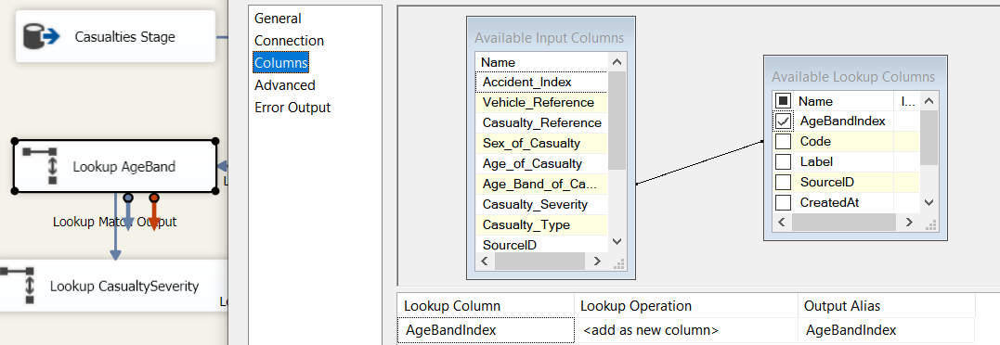 Casualties Stage
Lookup AgeBand
Lookup Match Output
Lookup CasualtySeverity
General
Connection
Columns
Advanced
Error Output
Available Input Columns
Name
Accident_Index
Vehicle_Reference
Casualty_Reference
Sex_of_Casualty
Age_of_Casualty
Age_Band_of_Ca...
Casualty_Severity
Casualty_Type
SourceID
Available Lookup Columns
Name I...
AgeBandIndex
Code
Label
SourceID
CreatedAt
Lookup Column Lookup Operation Output Alias
AgeBandIndex <add as new column> AgeBandIndex